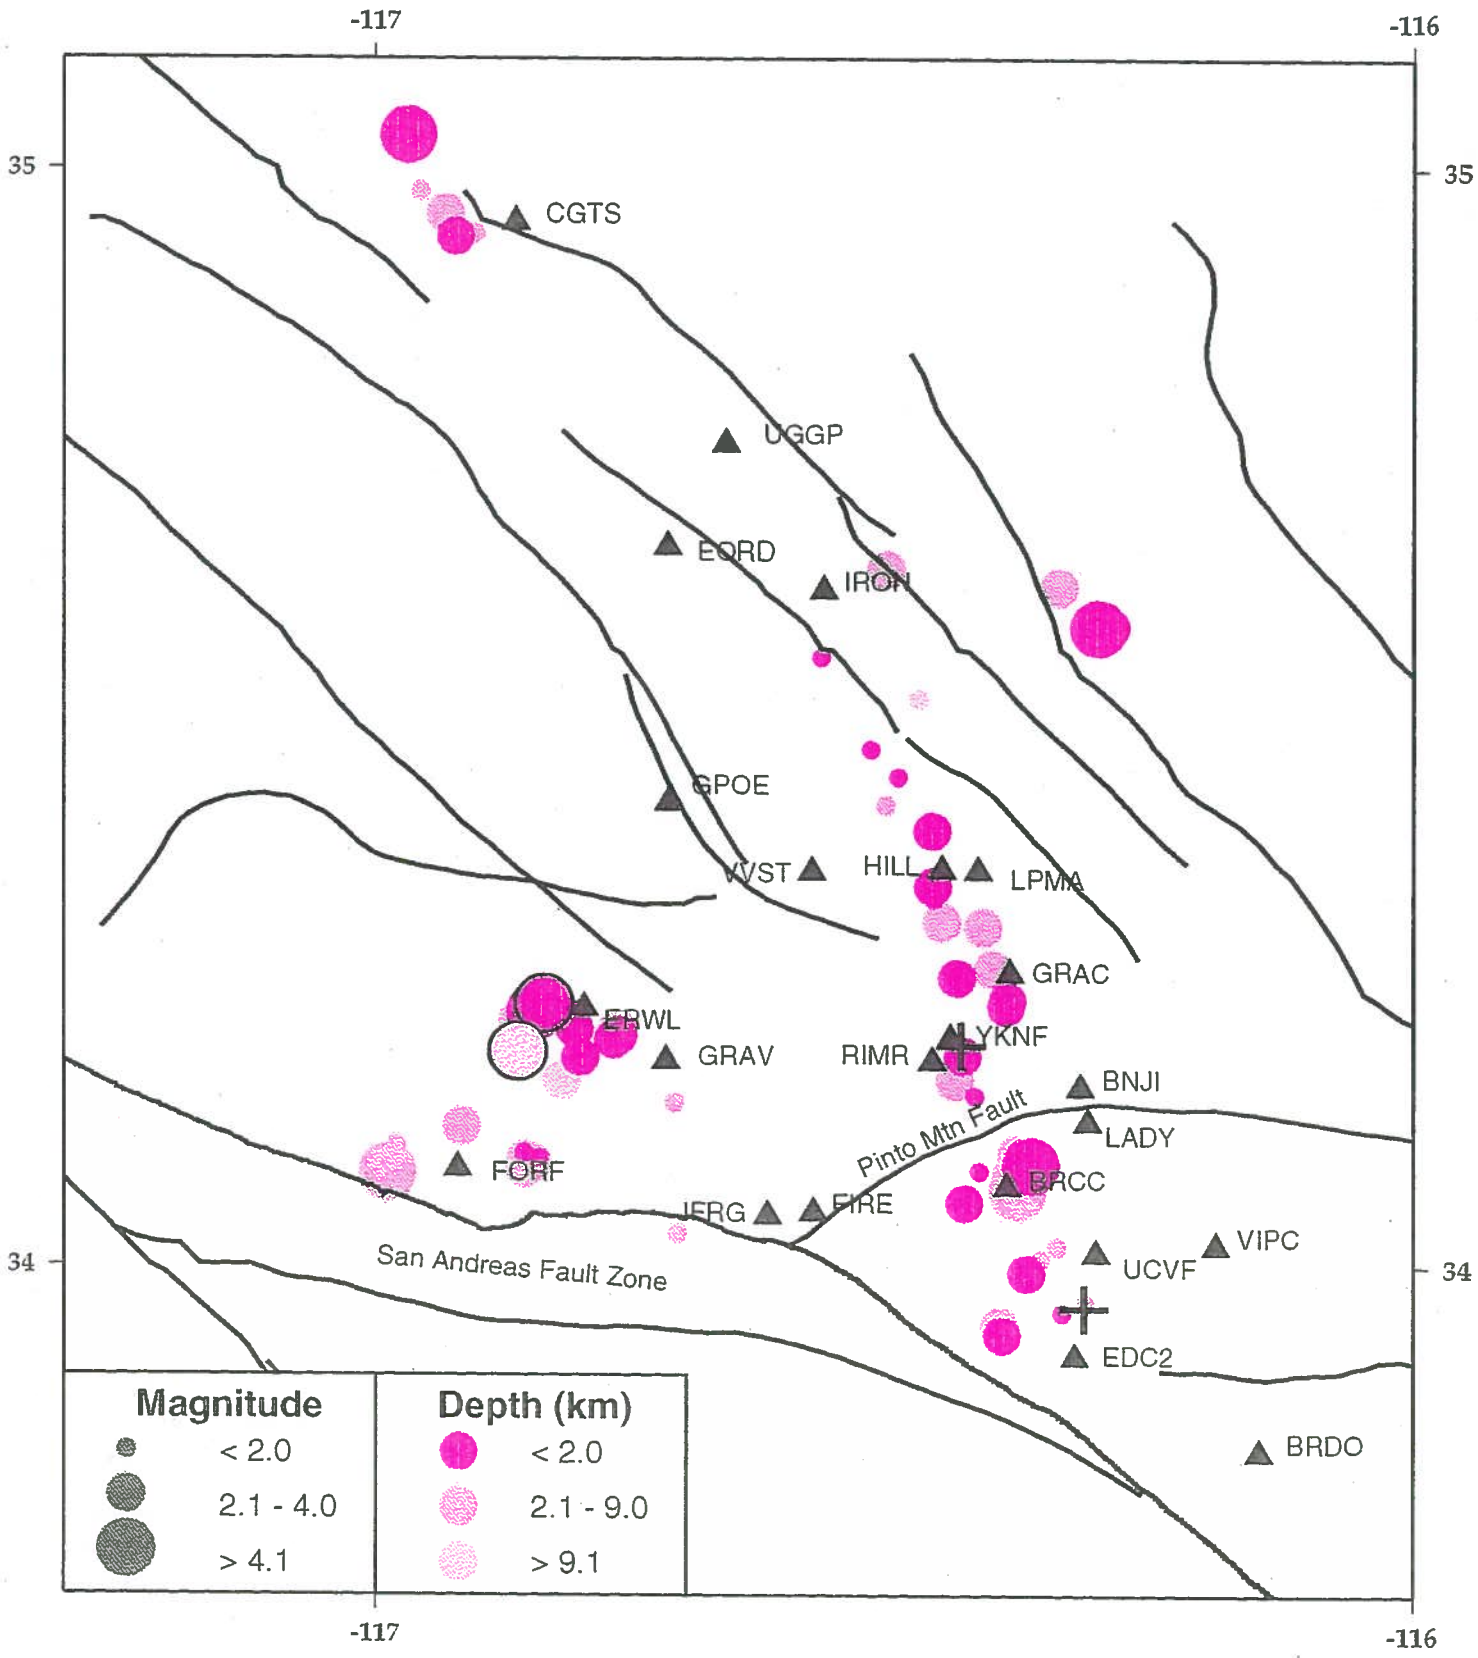 -117
-116
35
35
CGTS
UGGP
EORD
IRON
GPOE
VVST
HILL
LPMA
GRAC
ERWL
YKNF
GRAV
RIMR
BNJI
Pinto Mtn Fault
LADY
FORF
BRCC
FIRE
VIPC
San Andreas Fault Zone
UCVF
34
34
EDC2
Magnitude
< 2.0
2.1 - 4.0
> 4.1
Depth (km)
< 2.0
2.1 - 9.0
> 9.1
BRDO
-117
-116